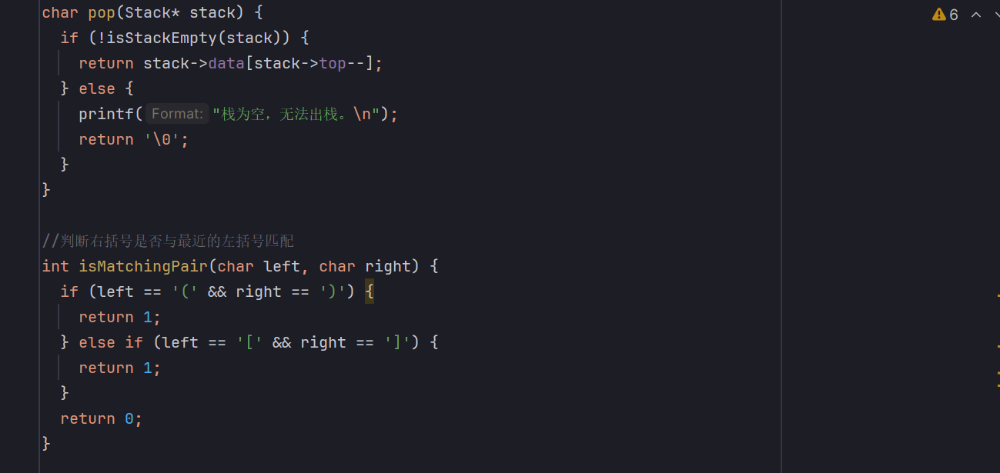 char pop(Stack* stack) {
6
if (!isStackEmpty(stack)) {
return stack->data[stack->top--];
} else {
printf( Format: "栈为空，无法出栈。\n");
return '\0';
}
}
//判断右括号是否与最近的左括号匹配
int isMatchingPair(char left, char right) {
if (left == '(' && right == ')') {
return 1;
} else if (left == '[' && right == ']') {
return 1;
}
return 0;
}